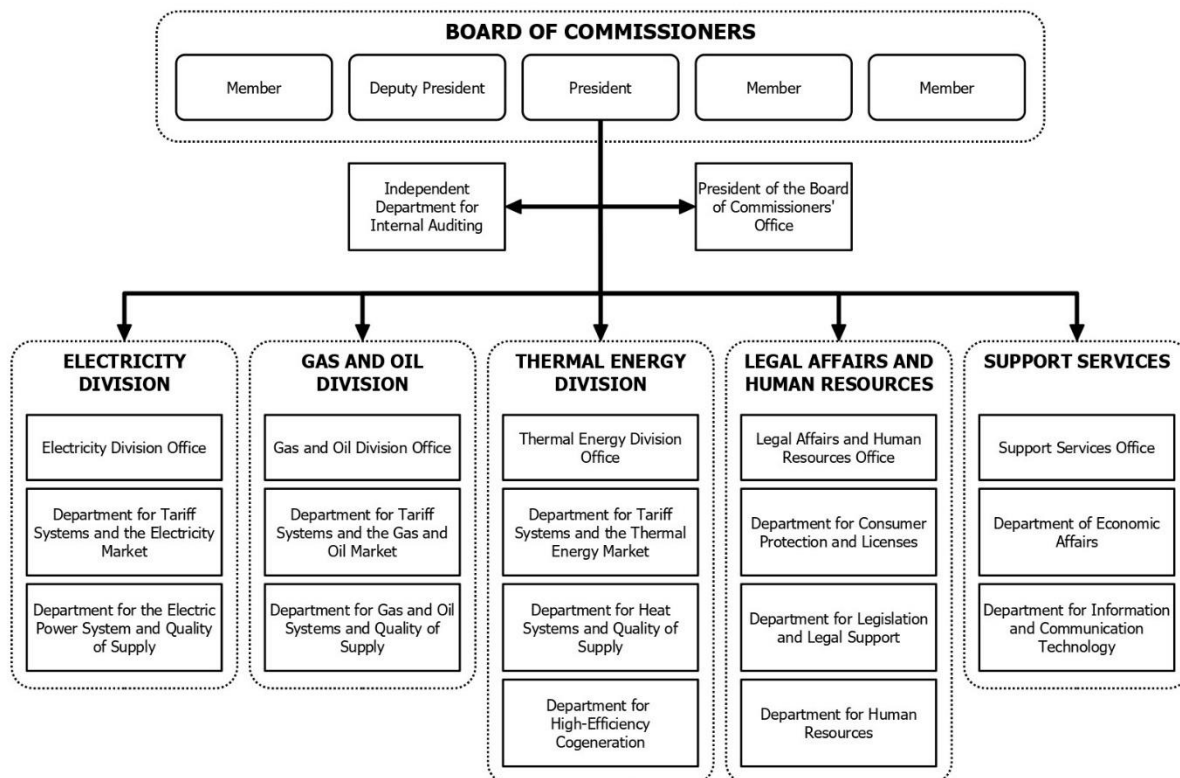 BOARD OF COMMISSIONERS
Member
Deputy President
President
Member
Member
Independent
Department for
Internal Auditing
President of the Board
of Commissioners'
Office
ELECTRICITY
DIVISION
Electricity Division Office
Department for Tariff
Systems and the Electricity
Market
Department for the Electric
Power System and Quality
of Supply
GAS AND OIL
DIVISION
Gas and Oil Division Office
Department for Tariff
Systems and the Gas and
Oil Market
Department for Gas and Oil
Systems and Quality of
Supply
THERMAL ENERGY
DIVISION
Thermal Energy Division
Office
Department for Tariff
Systems and the Thermal
Energy Market
Department for Heat
Systems and Quality of
Supply
Department for
High-Efficiency
Cogeneration
LEGAL AFFAIRS AND
HUMAN RESOURCES
Legal Affairs and Human
Resources Office
Department for Consumer
Protection and Licenses
Department for Legislation
and Legal Support
Department for Human
Resources
SUPPORT SERVICES
Support Services Office
Department of Economic
Affairs
Department for Information
and Communication
Technology